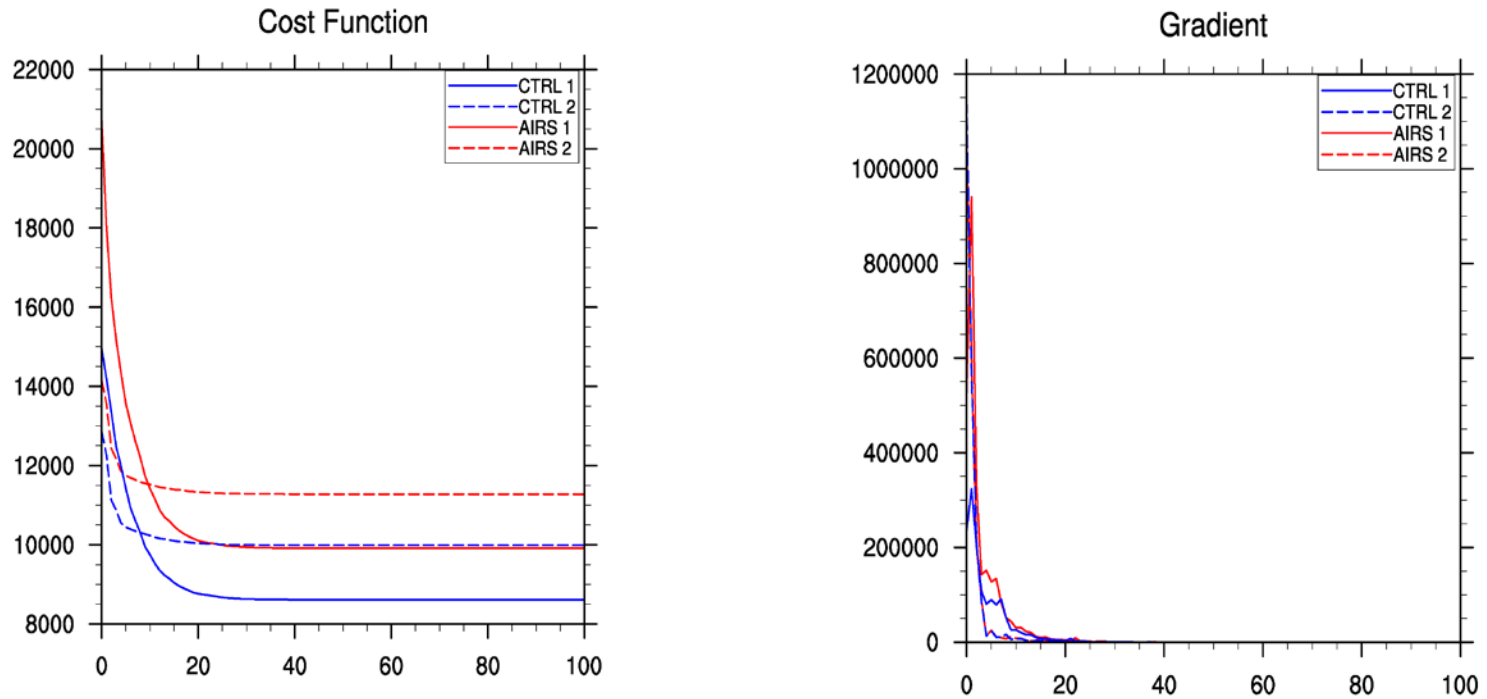 Cost Function
22000
20000
18000
16000
14000
12000
10000
8000
0 20 40 60 80 100
CTRL 1
CTRL 2
AIRS 1
AIRS 2
Gradient
1200000
1000000
800000
600000
400000
200000
0
0 20 40 60 80 100
CTRL 1
CTRL 2
AIRS 1
AIRS 2